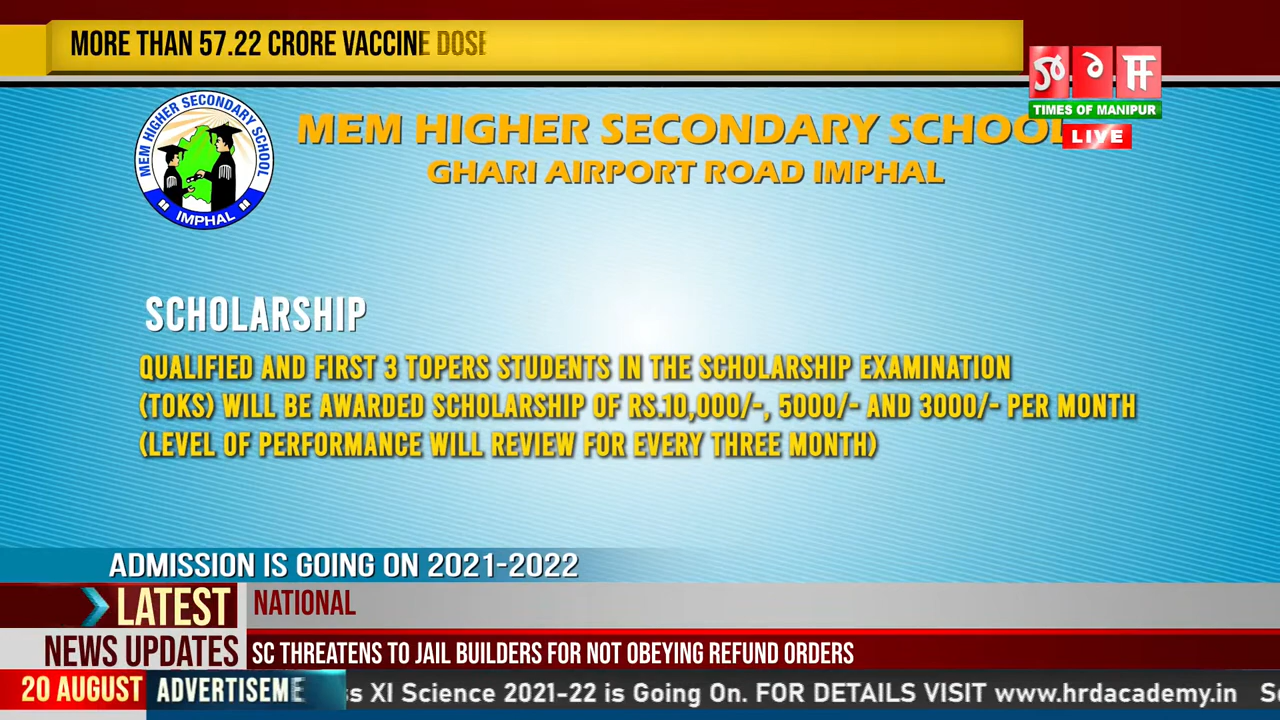 MORE THAN 57.22 CRORE VACCINE DOSE
TIMES OF MANIPUR
LIVE
MEM HIGHER SECONDARY SCHOOL
IMPHAL
MEM HIGHER SECONDARY SCHOOL
GHARI AIRPORT ROAD IMPHAL
SCHOLARSHIP
QUALIFIED AND FIRST 3 TOPERS STUDENTS IN THE SCHOLARSHIP EXAMINATION
(TOKS) WILL BE AWARDED SCHOLARSHIP OF RS.10,000/-, 5000/- AND 3000/- PER MONTH
(LEVEL OF PERFORMANCE WILL REVIEW FOR EVERY THREE MONTH)
ADMISSION IS GOING ON 2021-2022
LATEST
NEWS UPDATES
NATIONAL
SC THREATENS TO JAIL BUILDERS FOR NOT OBEYING REFUND ORDERS
20 AUGUST
ADVERTISEME
XI Science 2021-22 is Going On. FOR DETAILS VISIT www.hrdacademy.in